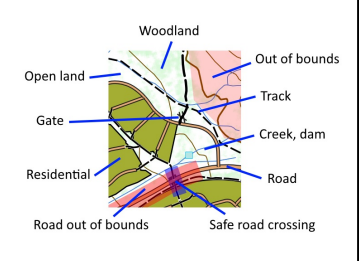 Woodland
Out of bounds
Open land
Track
Gate
Creek, dam
Residential
Road
Road out of bounds
Safe road crossing